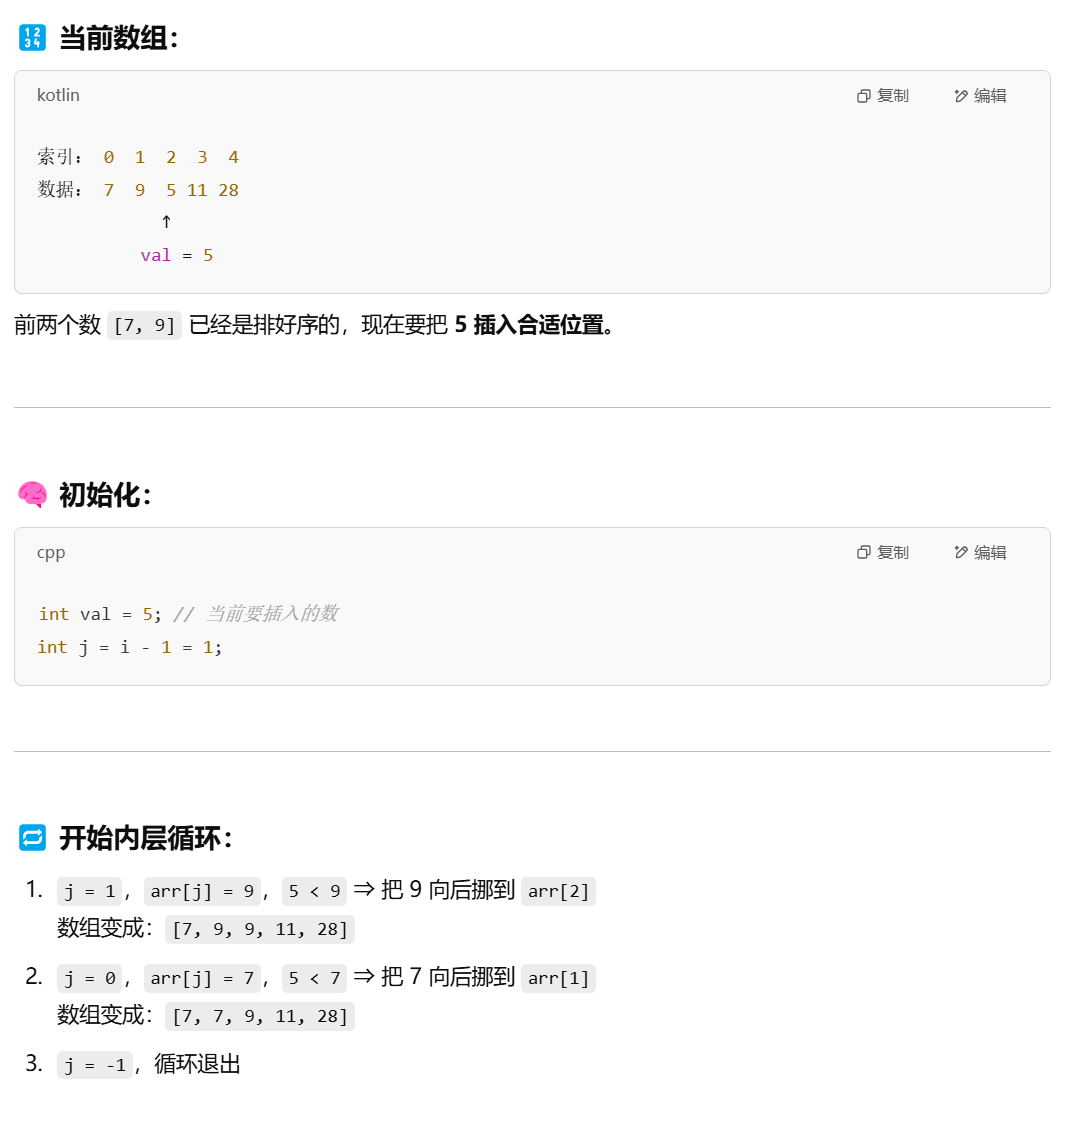 🔢 当前数组：
kotlin 复制 编辑
索引： 0 1 2 3 4
数据： 7 9 5 11 28
↑
val = 5
前两个数 [7, 9] 已经是排好序的，现在要把 5 插入合适位置。
🧠 初始化：
cpp 复制 编辑
int val = 5; // 当前要插入的数
int j = i - 1 = 1;
🔁 开始内层循环：
1. j = 1，arr[j] = 9，5 < 9 ⇒ 把 9 向后挪到 arr[2]
数组变成：[7, 9, 9, 11, 28]
2. j = 0，arr[j] = 7，5 < 7 ⇒ 把 7 向后挪到 arr[1]
数组变成：[7, 7, 9, 11, 28]
3. j = -1，循环退出